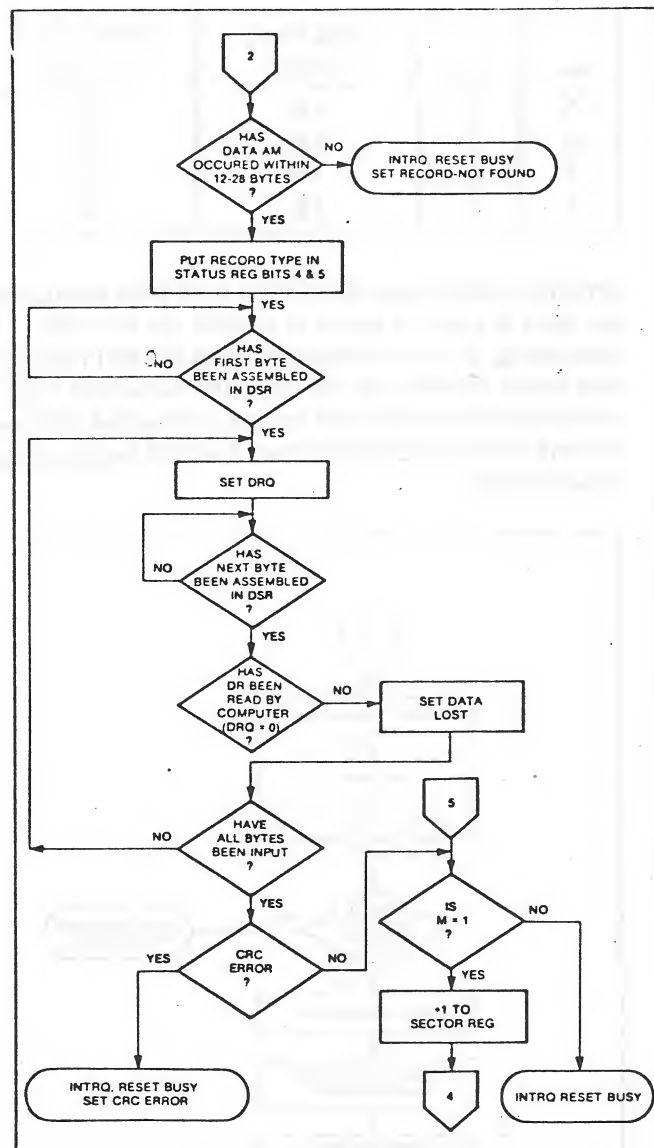 2
HAS
DATA AM
OCCURED WITHIN
12-28 BYTES
?
NO
INTRQ, RESET BUSY
SET RECORD-NOT FOUND
YES
PUT RECORD TYPE IN
STATUS REG BITS 4 & 5
YES
HAS
FIRST BYTE
BEEN ASSEMBLED
IN DSR
?
NO
YES
SET DRQ
HAS
NEXT BYTE
BEEN ASSEMBLED
IN DSR
?
NO
YES
HAS
DR BEEN
READ BY
COMPUTER
(DRQ = 0)
?
NO
SET DATA
LOST
HAVE
ALL BYTES
BEEN INPUT
?
NO
YES
CRC
ERROR
?
YES
NO
INTRQ, RESET BUSY
SET CRC ERROR
5
IS
M = 1
?
NO
YES
+1 TO
SECTOR REG
4
INTRQ RESET BUSY